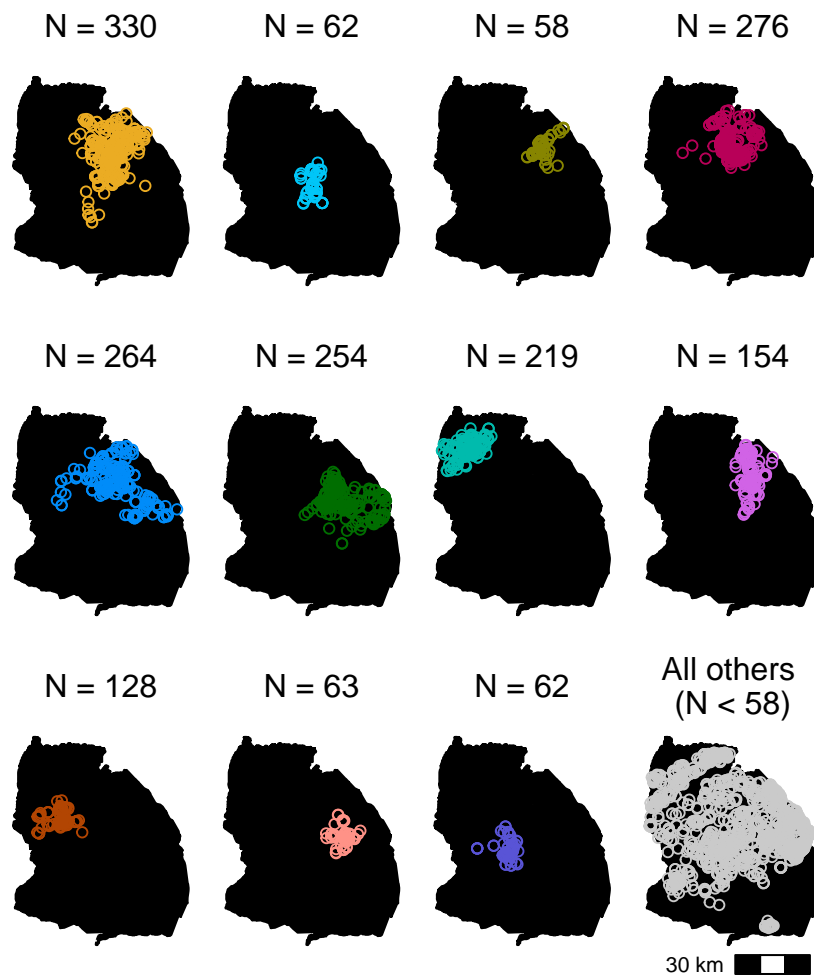 N = 330
N = 62
N = 58
N = 276
N = 264
N = 254
N = 219
N = 154
N = 128
N = 63
N = 62
All others
(N < 58)
30 km